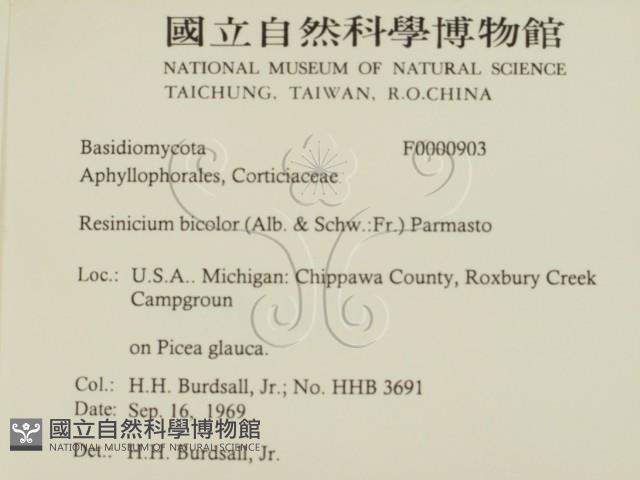 國立自然科學博物館
NATIONAL MUSEUM OF NATURAL SCIENCE
TAICHUNG, TAIWAN, R.O.CHINA
Basidiomycota F0000903
Aphyllophorales, Corticiaceae
Resinicium bicolor (Alb. & Schw.:Fr.) Parmasto
Loc.: U.S.A.. Michigan: Chippawa County, Roxbury Creek
Campgroun
on Picea glauca.
Col.: H.H. Burdsall, Jr.; No. HHB 3691
Date: Sep. 16, 1969
國立自然科學博物館
NATIONAL MUSEUM OF NATURAL SCIENCE
Det.: H.H. Burdsall, Jr.